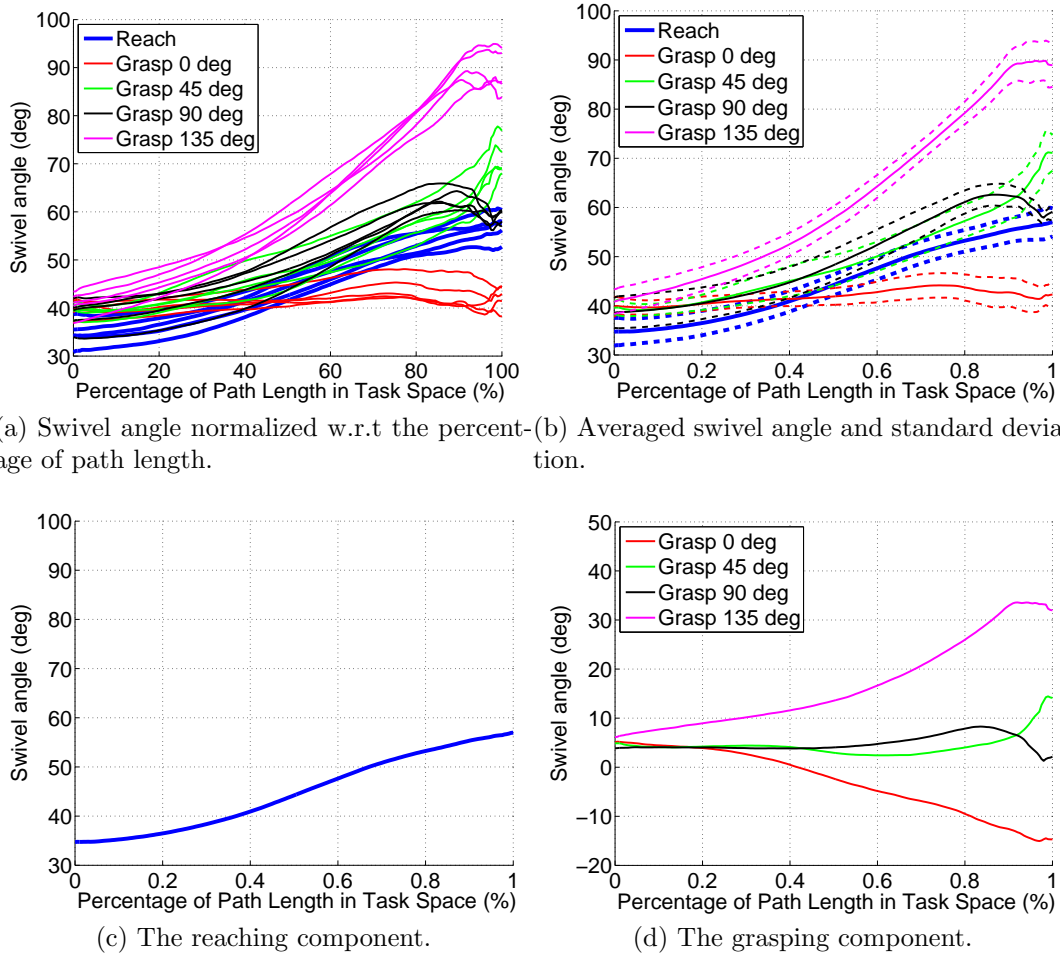 100
90
80
70
60
50
40
30
Swivel angle (deg)
Reach
Grasp 0 deg
Grasp 45 deg
Grasp 90 deg
Grasp 135 deg
0 20 40 60 80 100
Percentage of Path Length in Task Space (%)
(a) Swivel angle normalized w.r.t the percent-
age of path length.
100
90
80
70
60
50
40
30
Swivel angle (deg)
Reach
Grasp 0 deg
Grasp 45 deg
Grasp 90 deg
Grasp 135 deg
0 0.2 0.4 0.6 0.8 1
Percentage of Path Length in Task Space (%)
(b) Averaged swivel angle and standard devia
tion.
100
90
80
70
60
50
40
30
Swivel angle (deg)
0 0.2 0.4 0.6 0.8 1
Percentage of Path Length in Task Space (%)
(c) The reaching component.
50
40
30
20
10
0
−10
−20
Swivel angle (deg)
Grasp 0 deg
Grasp 45 deg
Grasp 90 deg
Grasp 135 deg
0 0.2 0.4 0.6 0.8 1
Percentage of Path Length in Task Space (%)
(d) The grasping component.